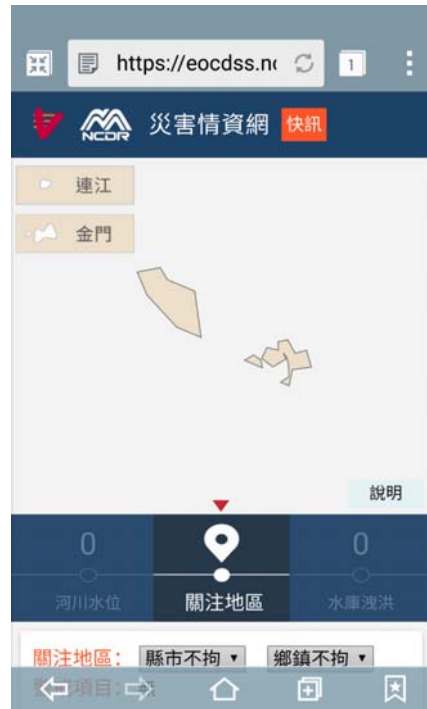 https://eocdss.n
1
NCDR 災害情資網 快訊
連江
金門
說明
0 0
河川水位 關注地區 水庫洩洪
關注地區： 縣市不拘 鄉鎮不拘
項目：